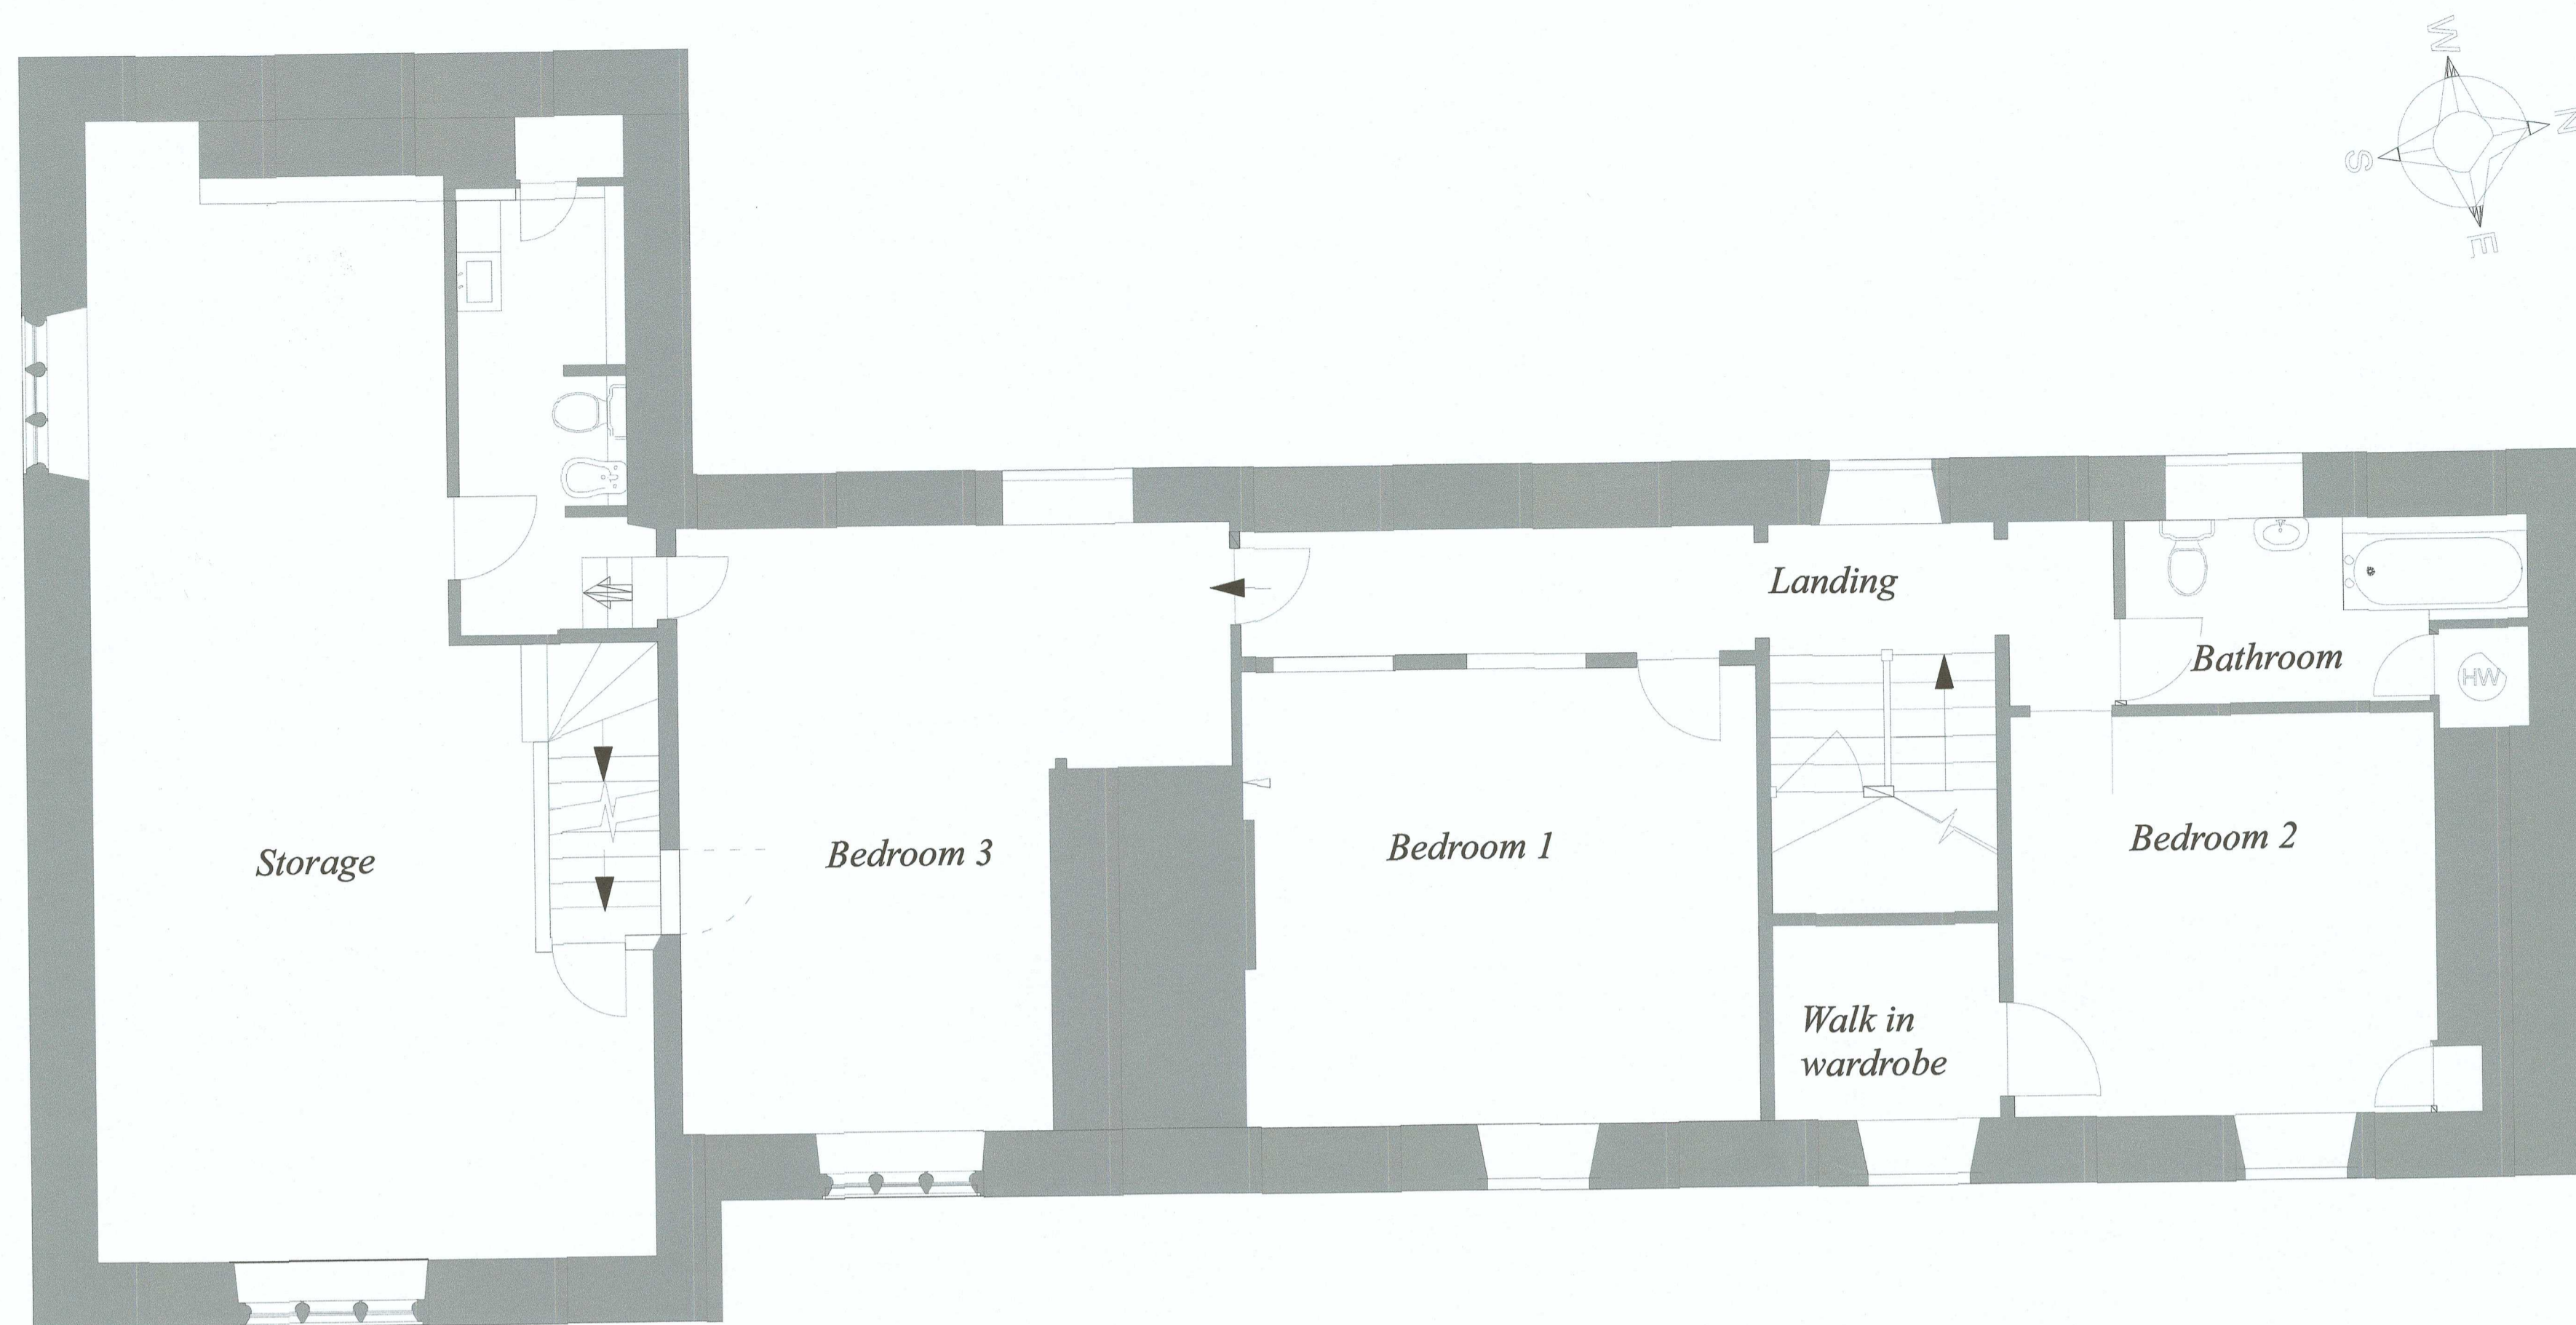 W
N
S
E
Landing
Bathroom
HW
Storage
Bedroom 3
Bedroom 1
Bedroom 2
Walk in
wardrobe